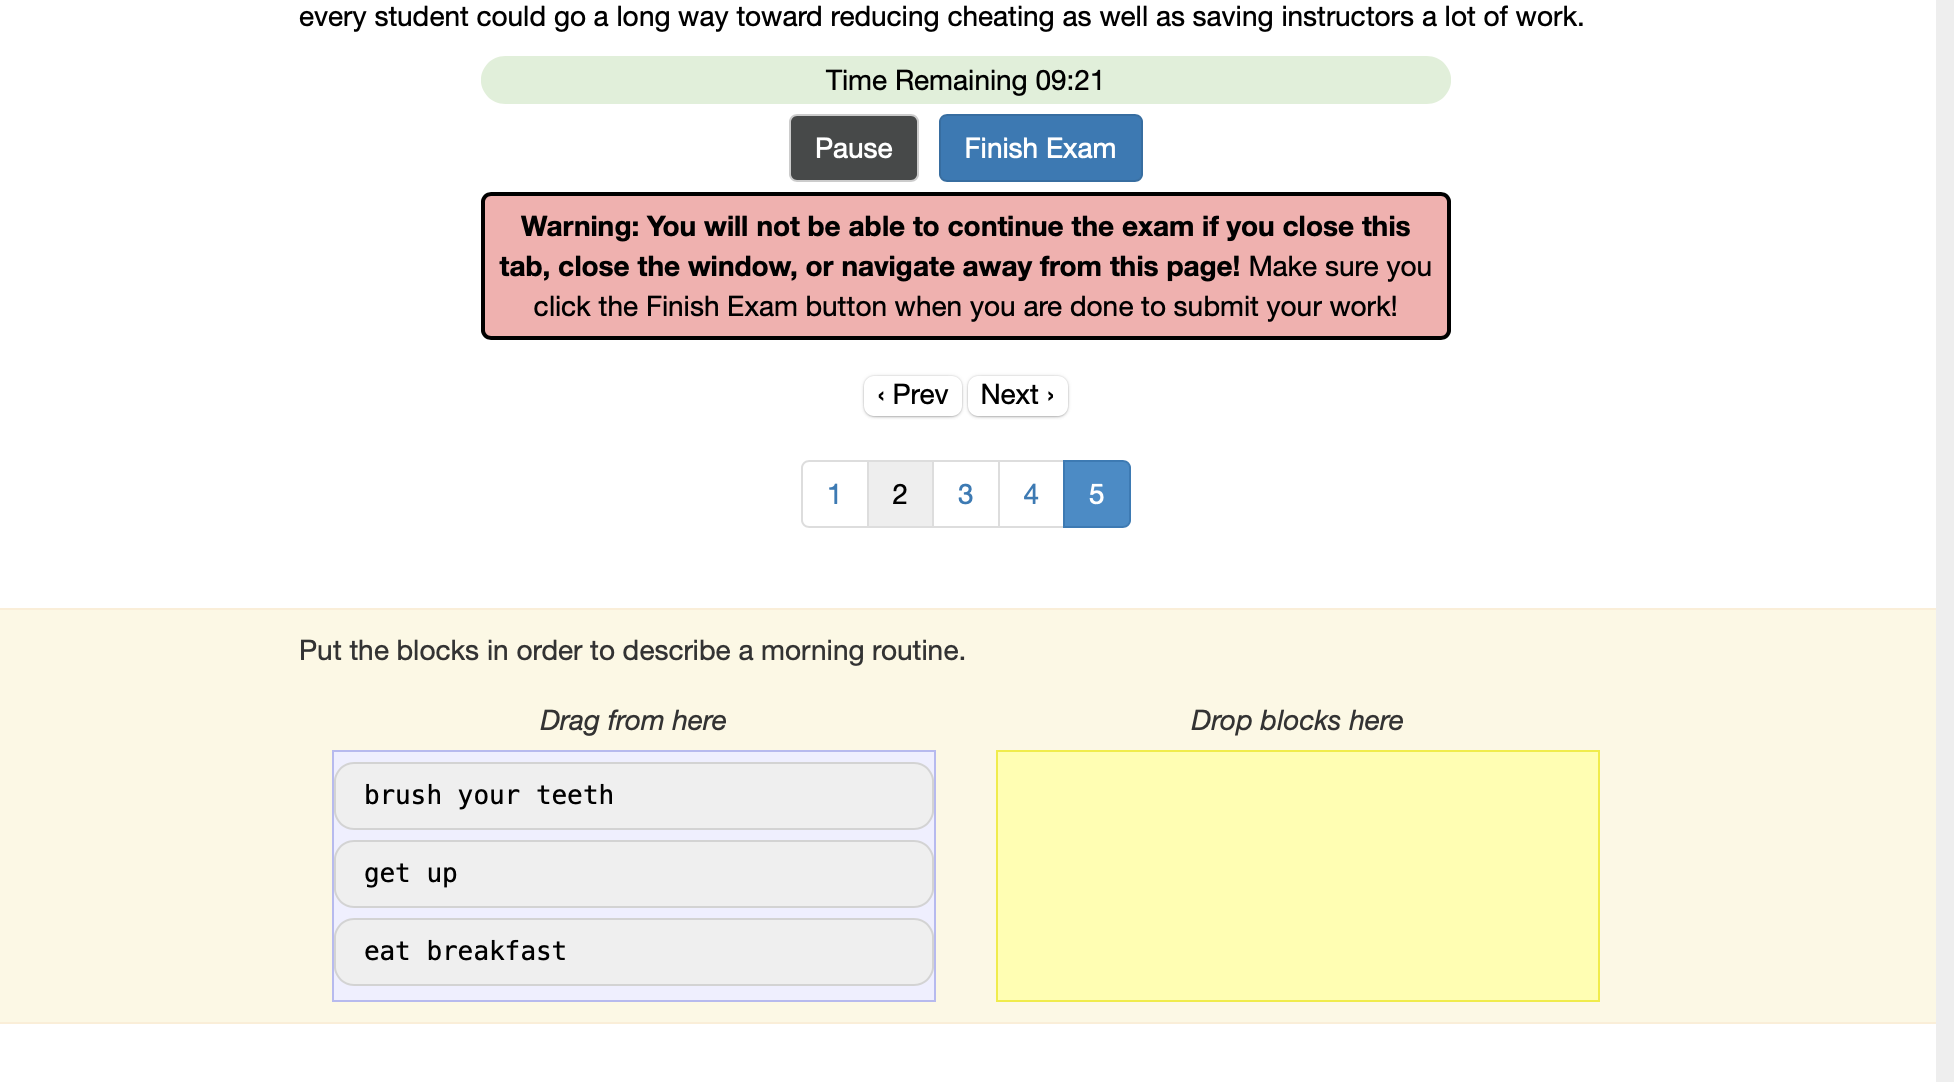 every student could go a long way toward reducing cheating as well as saving instructors a lot of work.
Time Remaining 09:21
Pause Finish Exam
Warning: You will not be able to continue the exam if you close this
tab, close the window, or navigate away from this page! Make sure you
click the Finish Exam button when you are done to submit your work!
‹ Prev Next ›
1 2 3 4 5
Put the blocks in order to describe a morning routine.
Drag from here Drop blocks here
brush your teeth
get up
eat breakfast